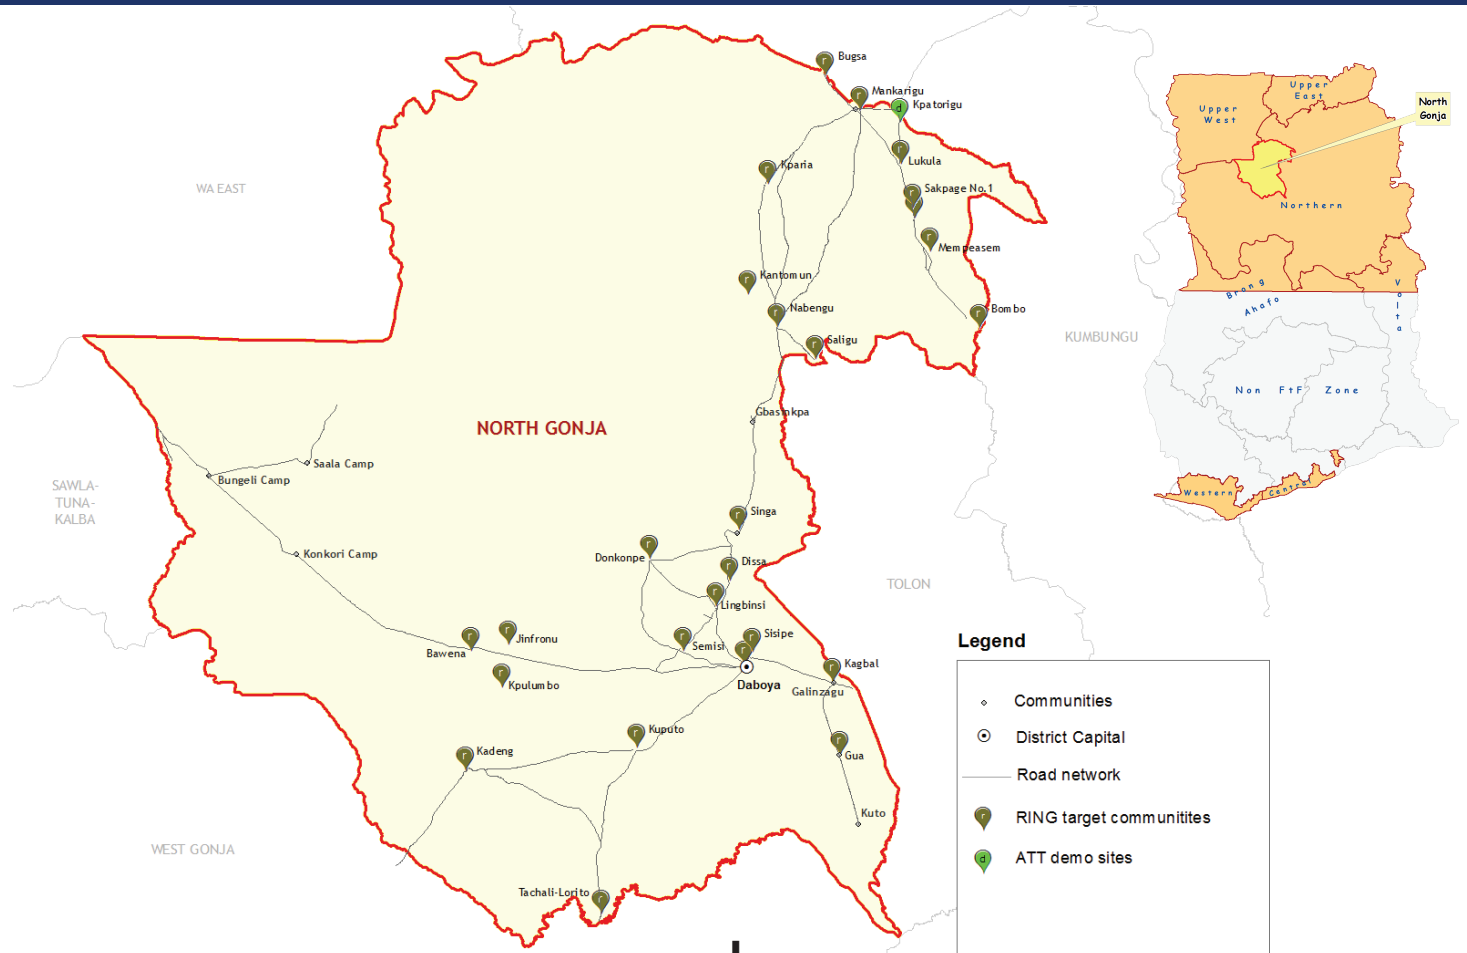 Bugsa
Mankarigu
d
Kpatorigu
Lukula
Kparia
Sakpage No.1
Mempeasem
Kantomun
Nabengu
Bombo
Saligu
WA EAST
KUMBUNGU
NORTH GONJA
Gbasinkpa
Saala Camp
Bungeli Camp
SAWLA-
TUNA-
KALBA
Singa
Konkori Camp
Donkonpe
Dissa
TOLON
Lingbinsi
Jinfronu
Sisipe
Semisi
Bawena
Kagbal
Kpulumbo
Daboya
Galinzagu
Kuputo
Kadeng
Gua
Kuto
WEST GONJA
Tachali-Lorito
Upper
East
Upper
West
North
Gonja
Northern
Brong
Ahafo
Volta
Non FtF Zone
Western
Central
Legend
Communities
District Capital
Road network
r RING target communitites
d ATT demo sites